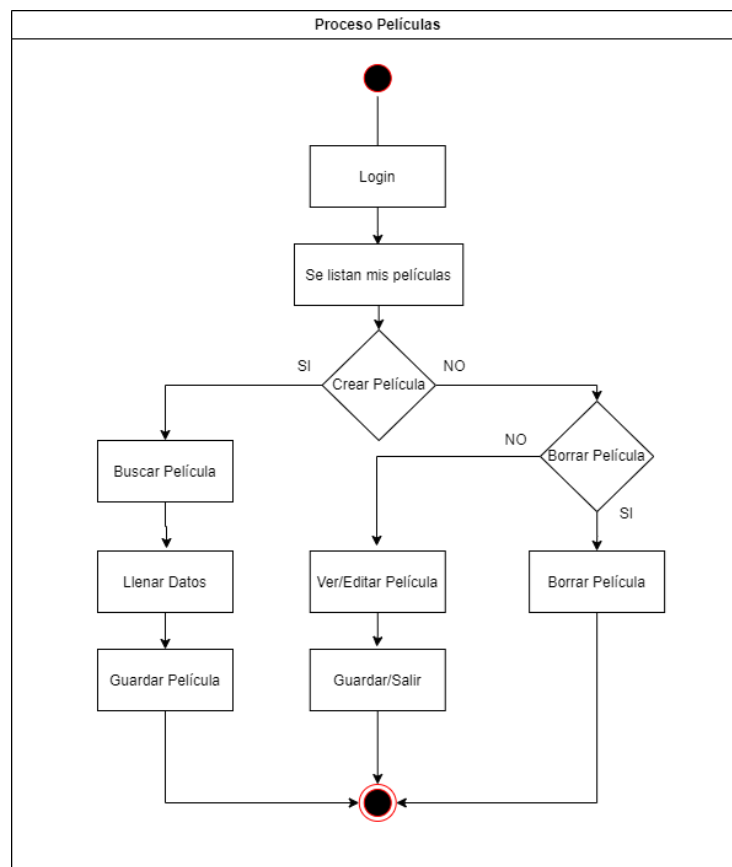 Proceso Películas
Login
Se listan mis películas
SI
Crear Película
NO
NO
Borrar Película
SI
Buscar Película
Llenar Datos
Ver/Editar Película
Borrar Película
Guardar Película
Guardar/Salir